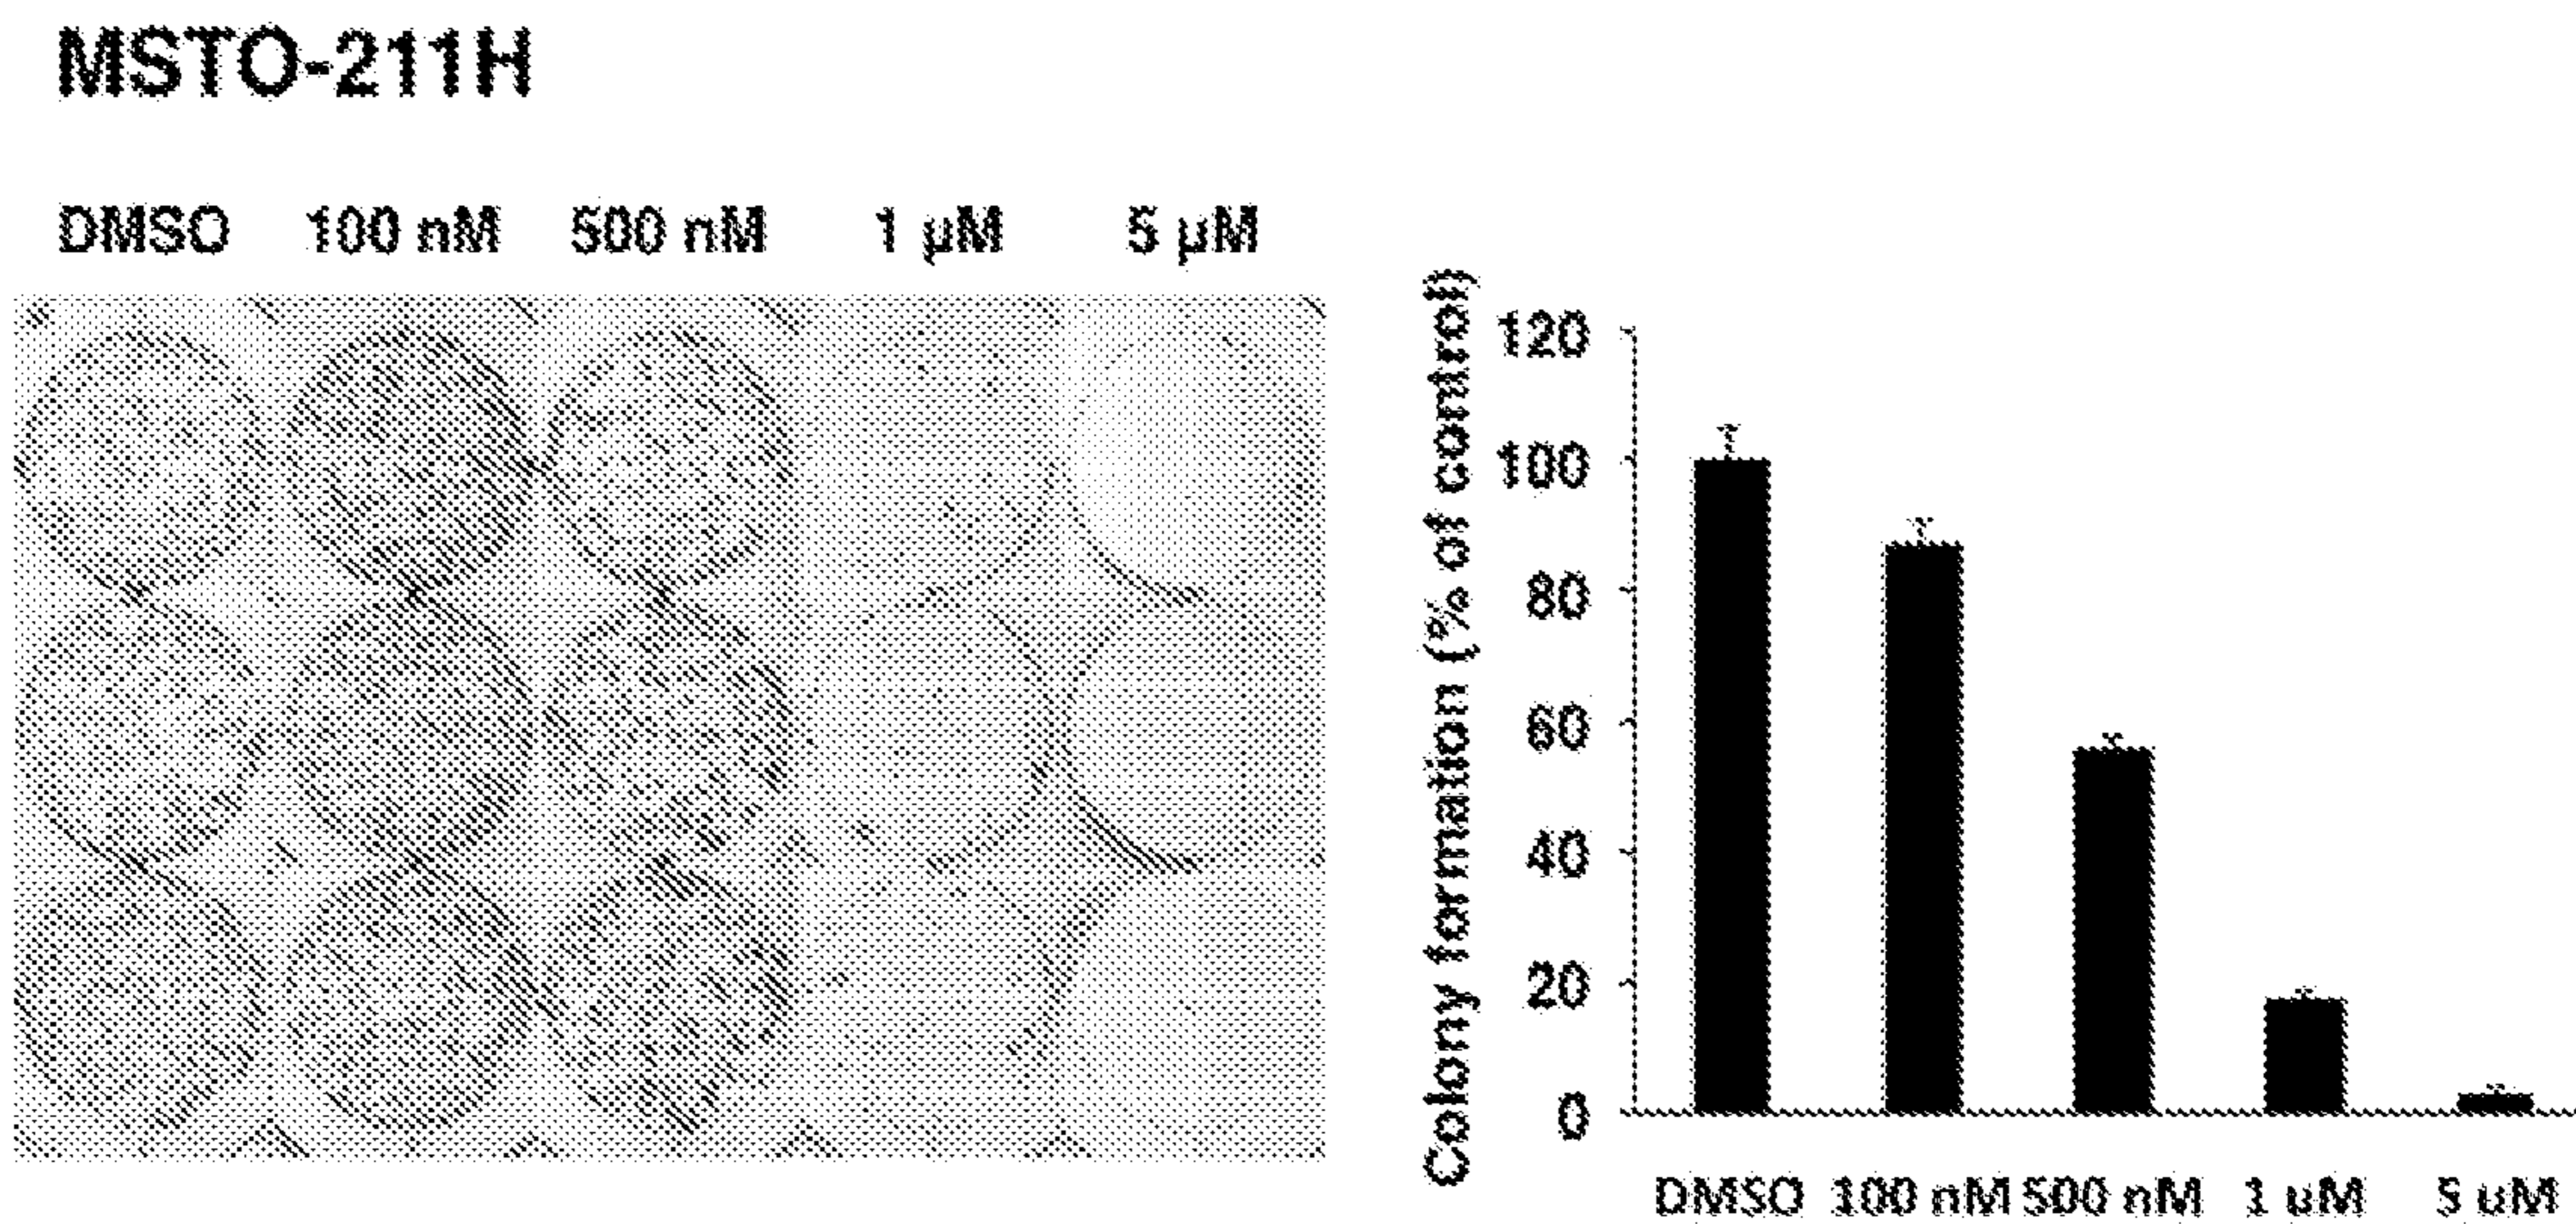 MSTO-211H
DMSO 100 nM 500 nM 1 µM 5 µM
Colony formation (% of control)
120
100
80
60
40
20
0
DMSO 100 nM 500 nM 1 uM 5 uM